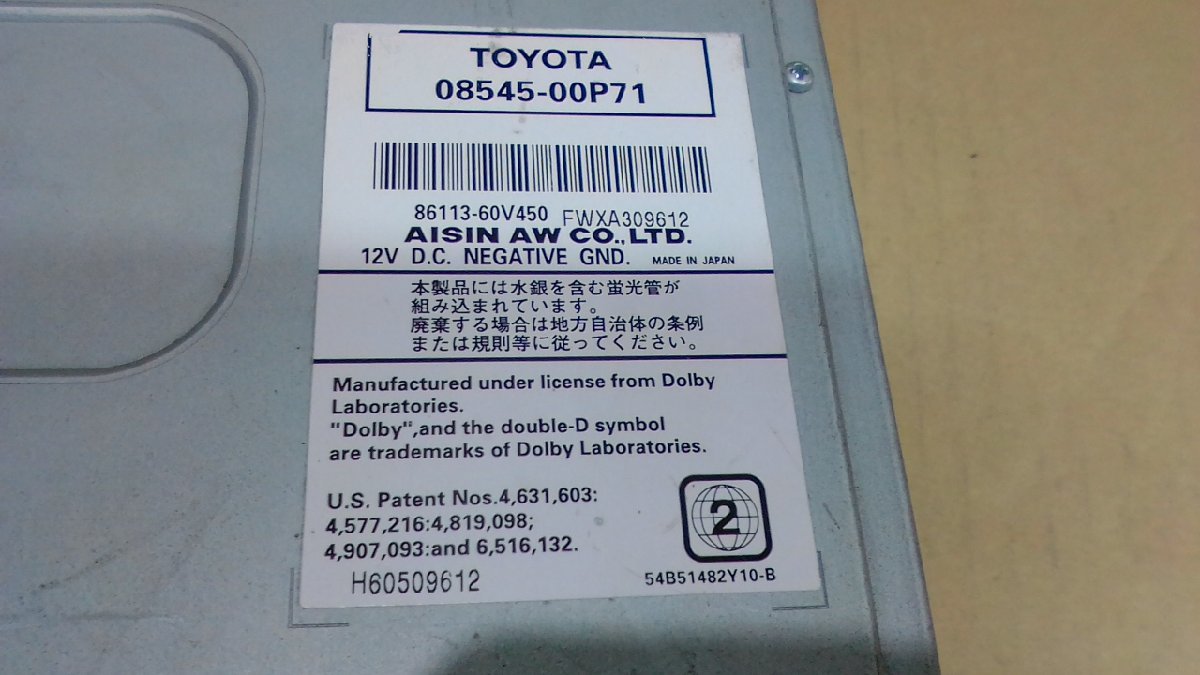 TOYOTA
08545-00P71
86113-60V450 FWXA309612
AISIN AW CO.,LTD.
12V D.C. NEGATIVE GND. MADE IN JAPAN
本製品には水銀を含む蛍光管が
組み込まれています。
廃棄する場合は地方自治体の条例
または規則等に従ってください。
Manufactured under license from Dolby
Laboratories.
"Dolby",and the double-D symbol
are trademarks of Dolby Laboratories.
U.S. Patent Nos.4,631,603:
4,577,216:4,819,098;
4,907,093:and 6,516,132.
2
H60509612
54B51482Y10-B